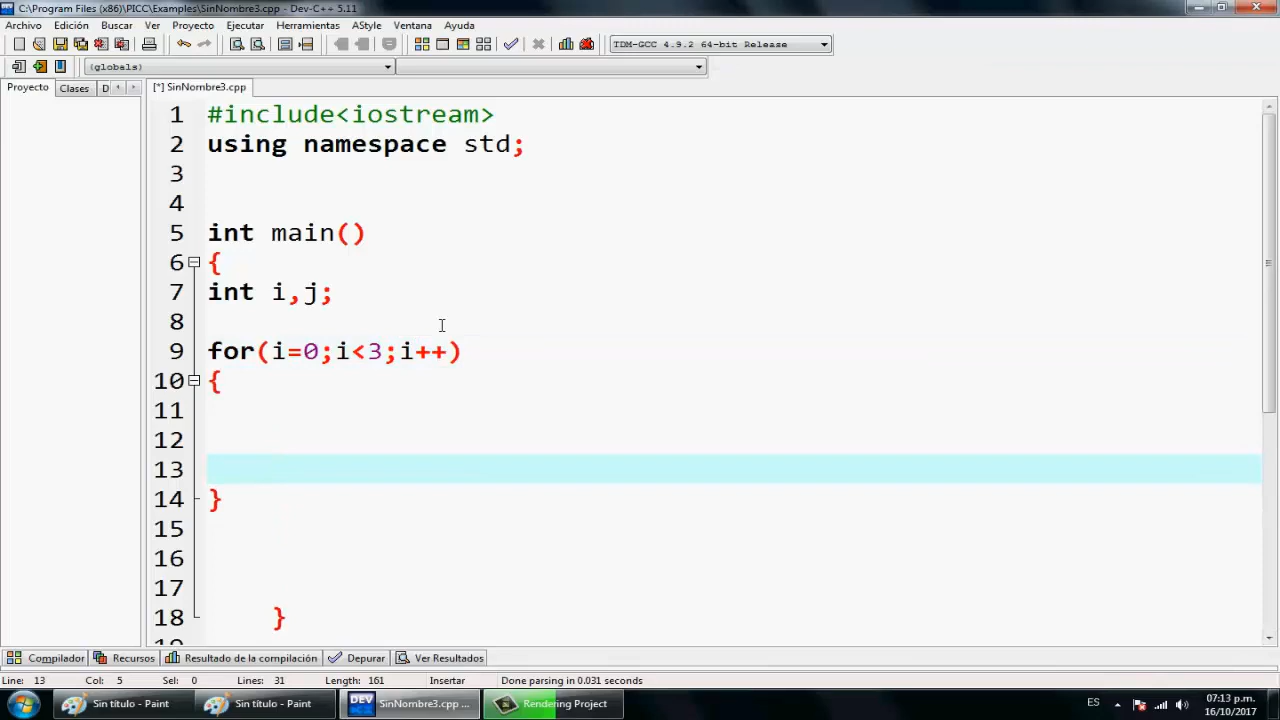 C:\Program Files (x86)\PICC\Ejemplos\SinNombre3.cpp - Dev-C++ 5.11
Archivo Edición Buscar Ver Proyecto Ejecutar Herramientas AStyle Ventana Ayuda
TDM-GCC 4.9.2 64-bit Release
(globals)
Proyecto Clases D [*] SinNombre3.cpp
1 #include<iostream>
2 using namespace std;
3
4
5 int main()
6 {
7 int i,j;
8
9 for(i=0;i<3;i++)
10 {
11
12
13
14 }
15
16
17
18 }
Compilador Recursos Resultado de la compilación Depurar Ver Resultados
Line: 13 Col: 5 Sel: 0 Lines: 31 Length: 161 Insertar Done parsing in 0.031 seconds
Sin título - Paint Sin título - Paint DEV SinNombre3.cpp ... Rendering Project ES 07:13 p.m.
16/10/2017